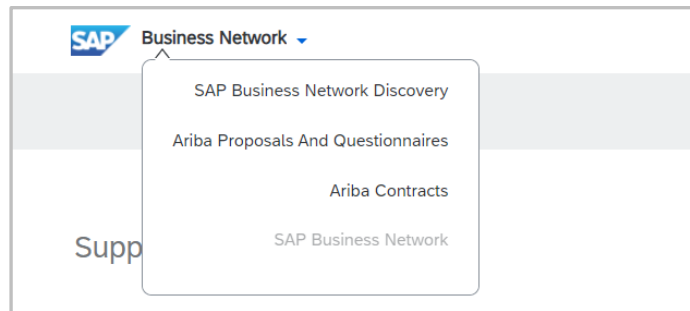 SAP Business Network
SAP Business Network Discovery
Ariba Proposals And Questionnaires
Ariba Contracts
SAP Business Network
Supp